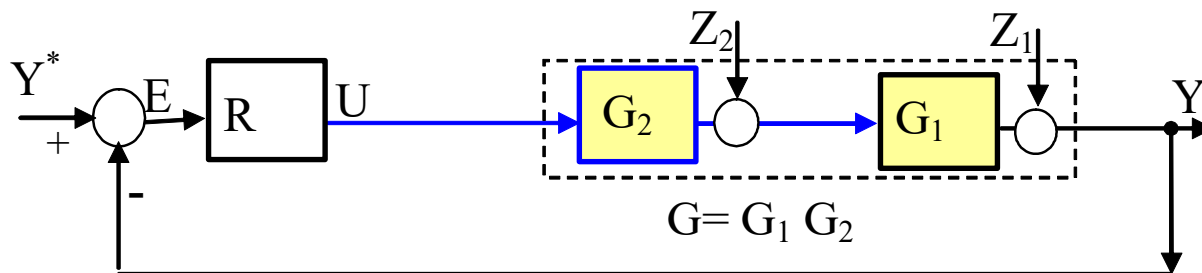 Z₂ Z₁
Y* E R U G₂ G₁ Y
+
-
G= G₁ G₂